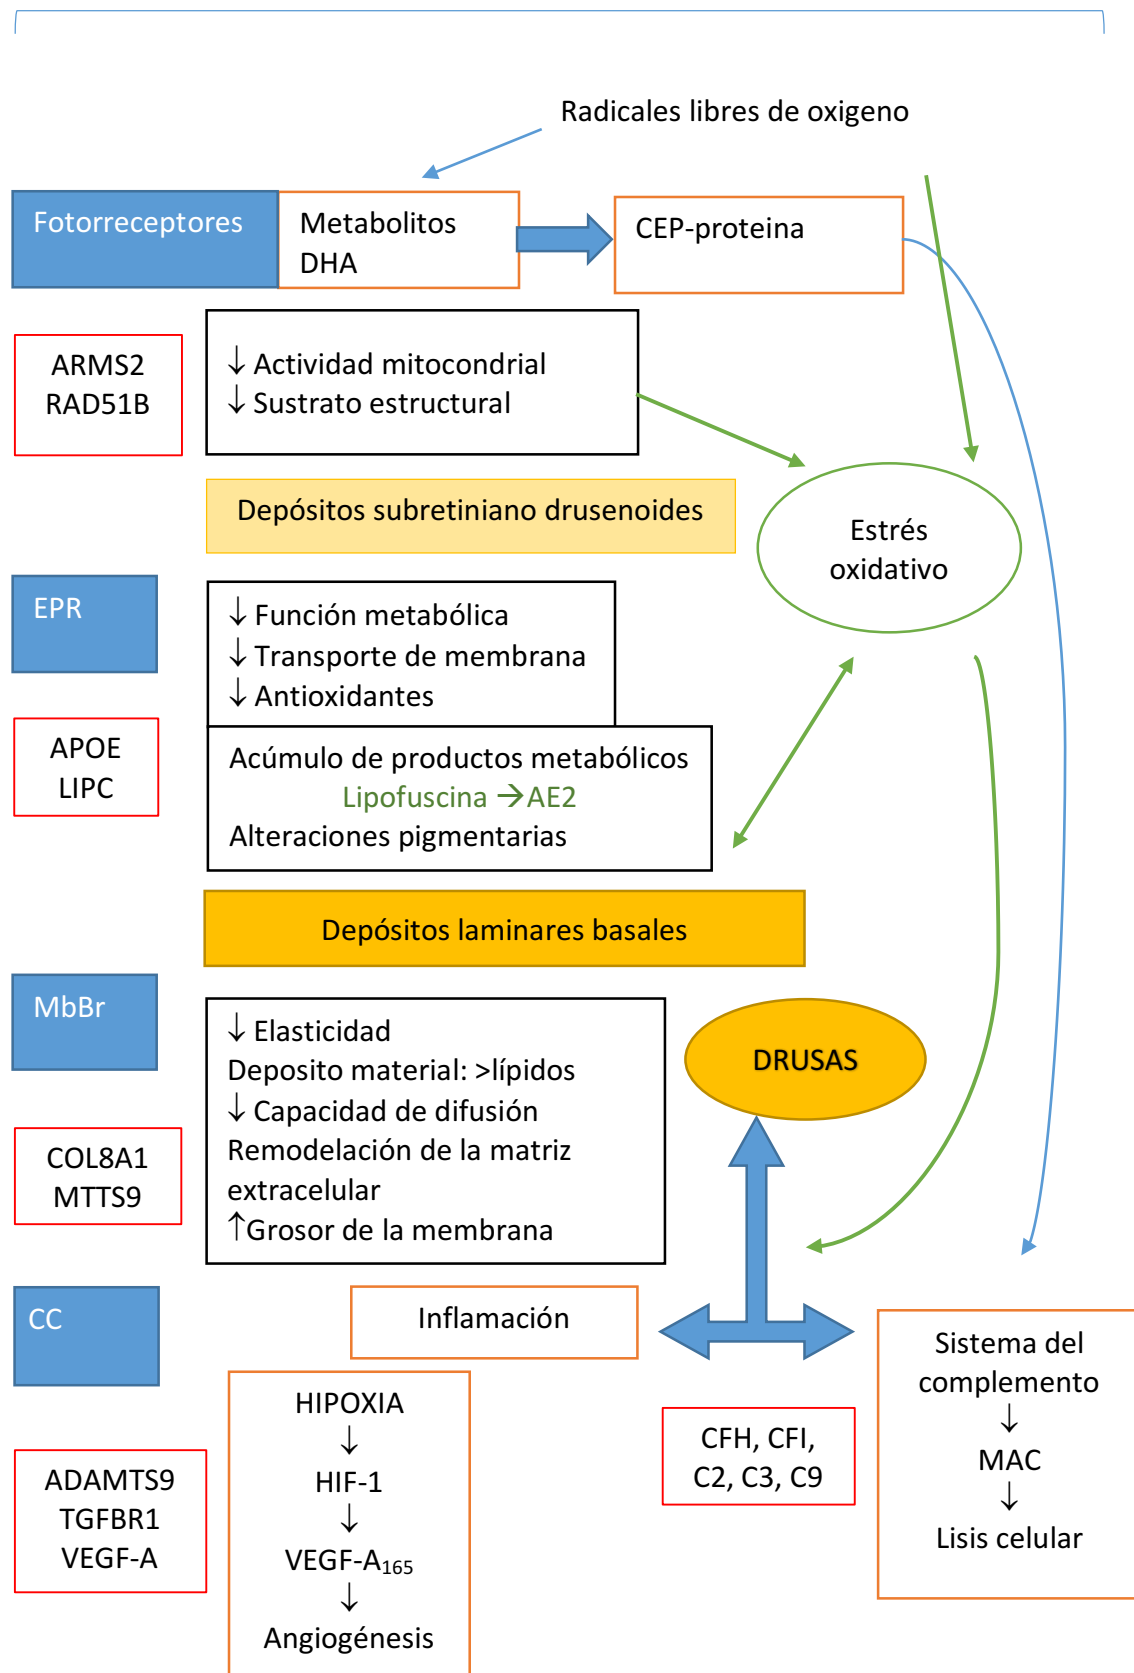 Radicales libres de oxigeno
Fotorreceptores
Metabolitos
DHA
CEP-proteina
ARMS2
RAD51B
↓ Actividad mitocondrial
↓ Sustrato estructural
Depósitos subretiniano drusenoides
Estrés
oxidativo
EPR
↓ Función metabólica
↓ Transporte de membrana
↓ Antioxidantes
APOE
LIPC
Acúmulo de productos metabólicos
Lipofuscina → AE2
Alteraciones pigmentarias
Depósitos laminares basales
MbBr
↓ Elasticidad
Deposito material: >lípidos
↓ Capacidad de difusión
Remodelación de la matriz
extracelular
↑Grosor de la membrana
DRUSAS
COL8A1
MTTS9
CC
Inflamación
Sistema del
complemento
↓
MAC
↓
Lisis celular
HIPOXIA
↓
HIF-1
↓
VEGF-A₁₆₅
↓
Angiogénesis
CFH, CFI,
C2, C3, C9
ADAMTS9
TGFBR1
VEGF-A